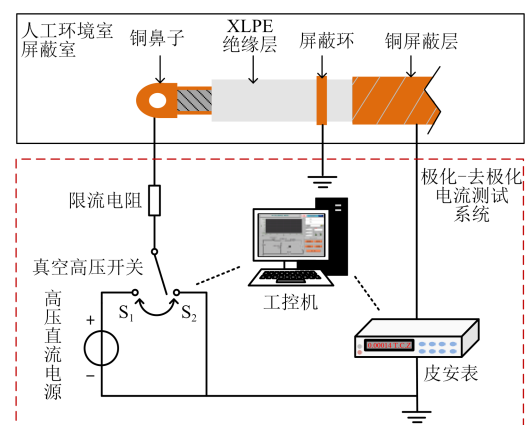 人工环境室
屏蔽室
铜鼻子
XLPE
绝缘层
屏蔽环
铜屏蔽层
极化-去极化
电流测试
系统
限流电阻
真空高压开关
S₁
S₂
工控机
高压直流电源
+
-
皮安表